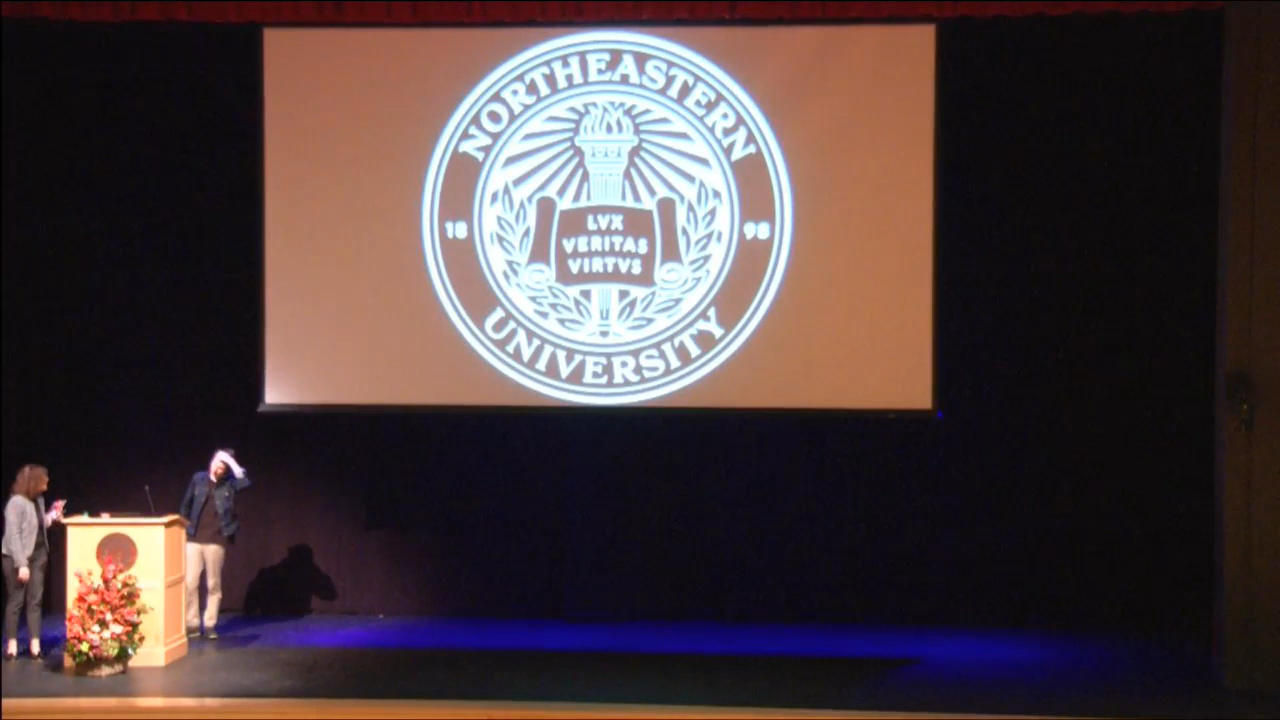 NORTHEASTERN
18 98
LVX
VERITAS
VIRTVS
UNIVERSITY